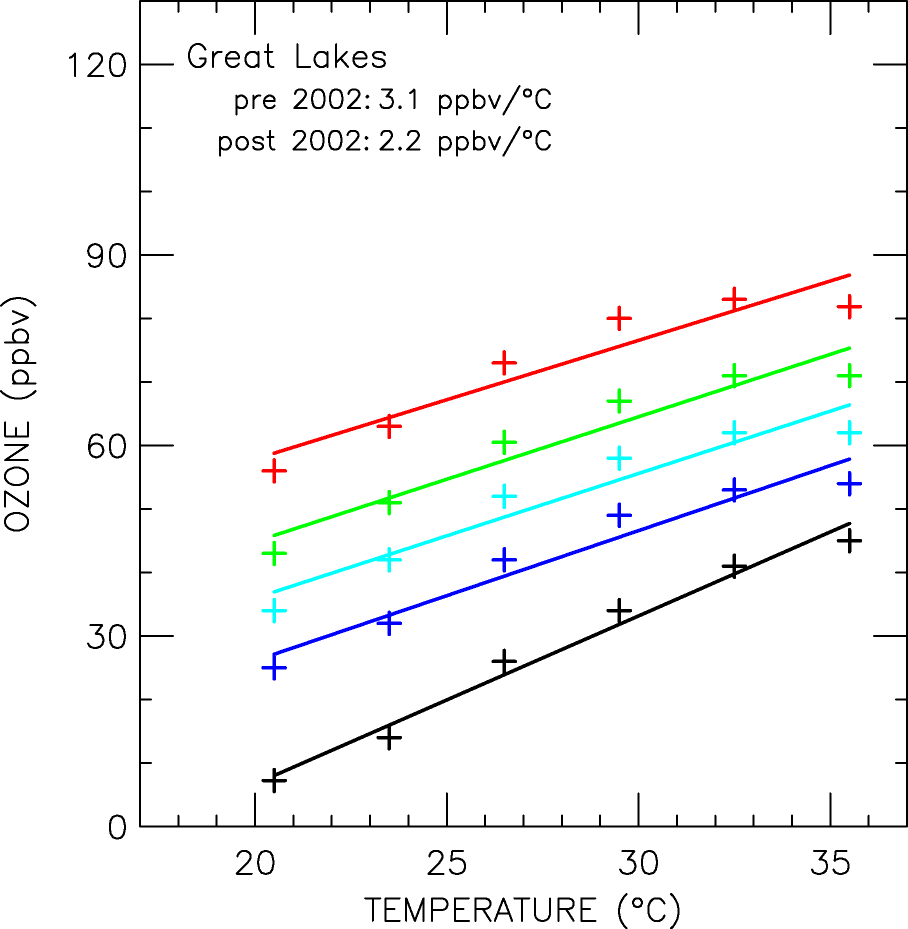 Great Lakes
pre 2002: 3.1 ppbv/°C
post 2002: 2.2 ppbv/°C
120
90
60
30
0
OZONE (ppbv)
20 25 30 35
TEMPERATURE (°C)